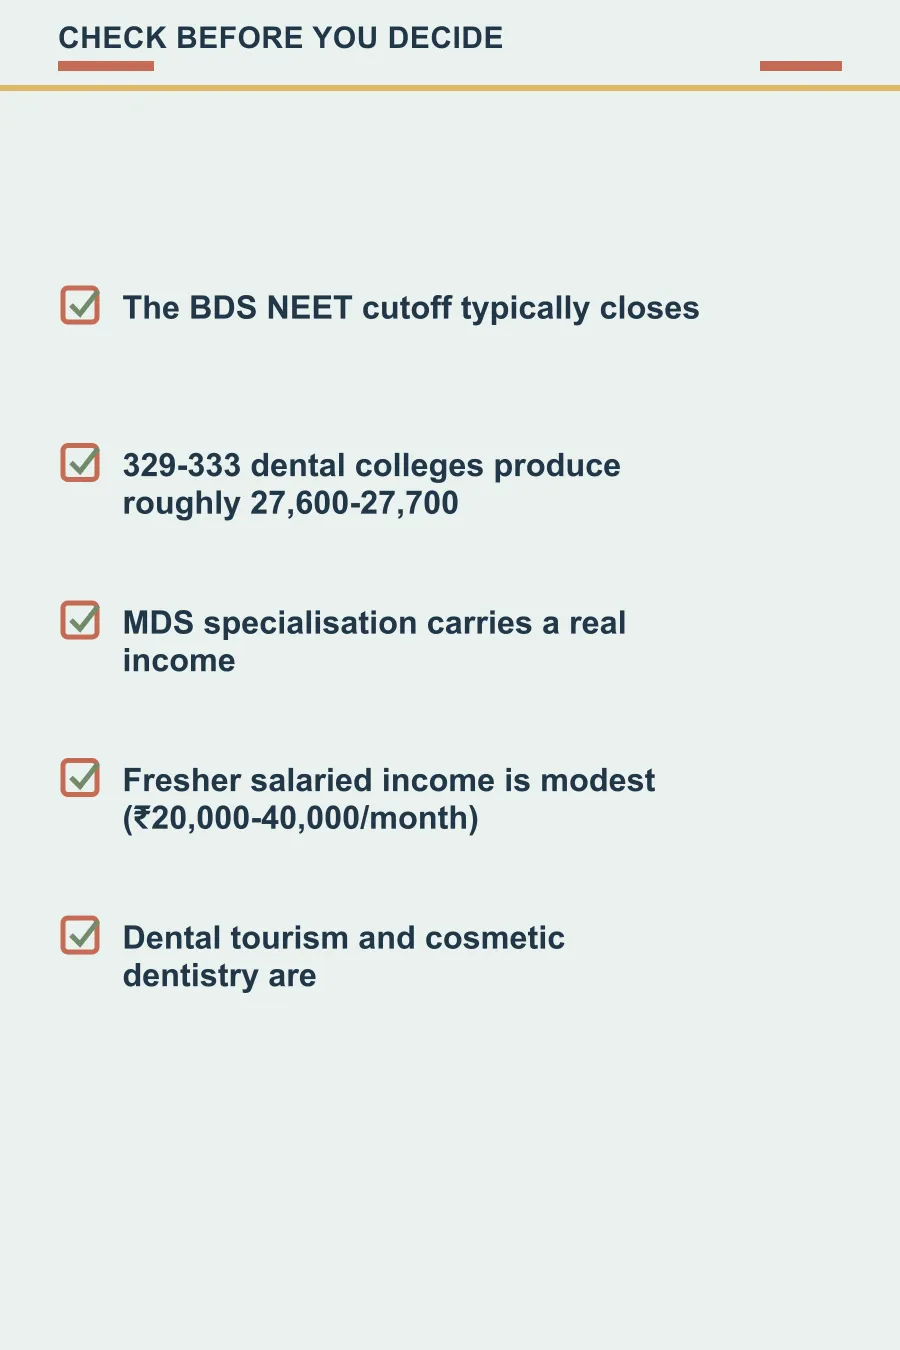 CHECK BEFORE YOU DECIDE
The BDS NEET cutoff typically closes
329-333 dental colleges produce
roughly 27,600-27,700
MDS specialisation carries a real
income
Fresher salaried income is modest
(₹20,000-40,000/month)
Dental tourism and cosmetic
dentistry are